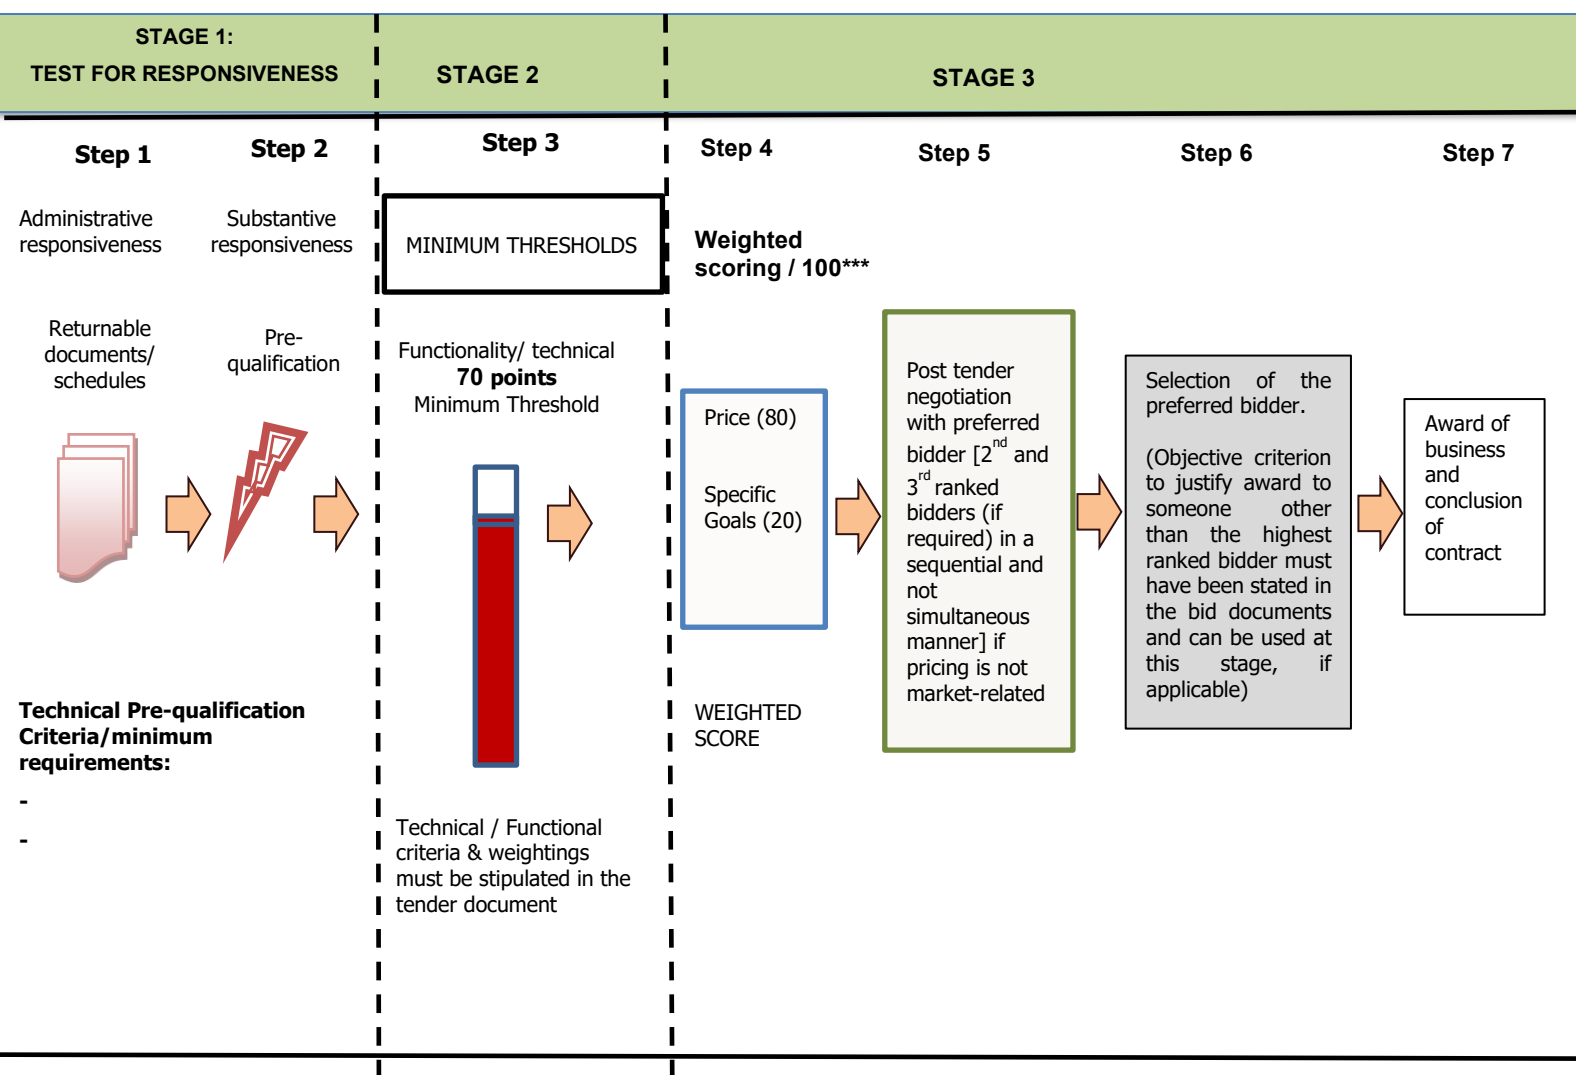 STAGE 1:
TEST FOR RESPONSIVENESS
STAGE 2
STAGE 3
Step 1
Step 2
Step 3
Step 4
Step 5
Step 6
Step 7
Administrative
responsiveness
Substantive
responsiveness
MINIMUM THRESHOLDS
Weighted
scoring / 100***
Returnable
documents/
schedules
Pre-
qualification
Functionality/ technical
70 points
Minimum Threshold
Price (80)
Specific
Goals (20)
Post tender
negotiation
with preferred
bidder [2nd and
3rd ranked
bidders (if
required) in a
sequential and
not
simultaneous
manner] if
pricing is not
market-related
Selection of the
preferred bidder.
(Objective criterion
to justify award to
someone other
than the highest
ranked bidder must
have been stated in
the bid documents
and can be used at
this stage, if
applicable)
Award of
business
and
conclusion
of
contract
Technical Pre-qualification
Criteria/minimum
requirements:
-
-
WEIGHTED
SCORE
Technical / Functional
criteria & weightings
must be stipulated in the
tender document